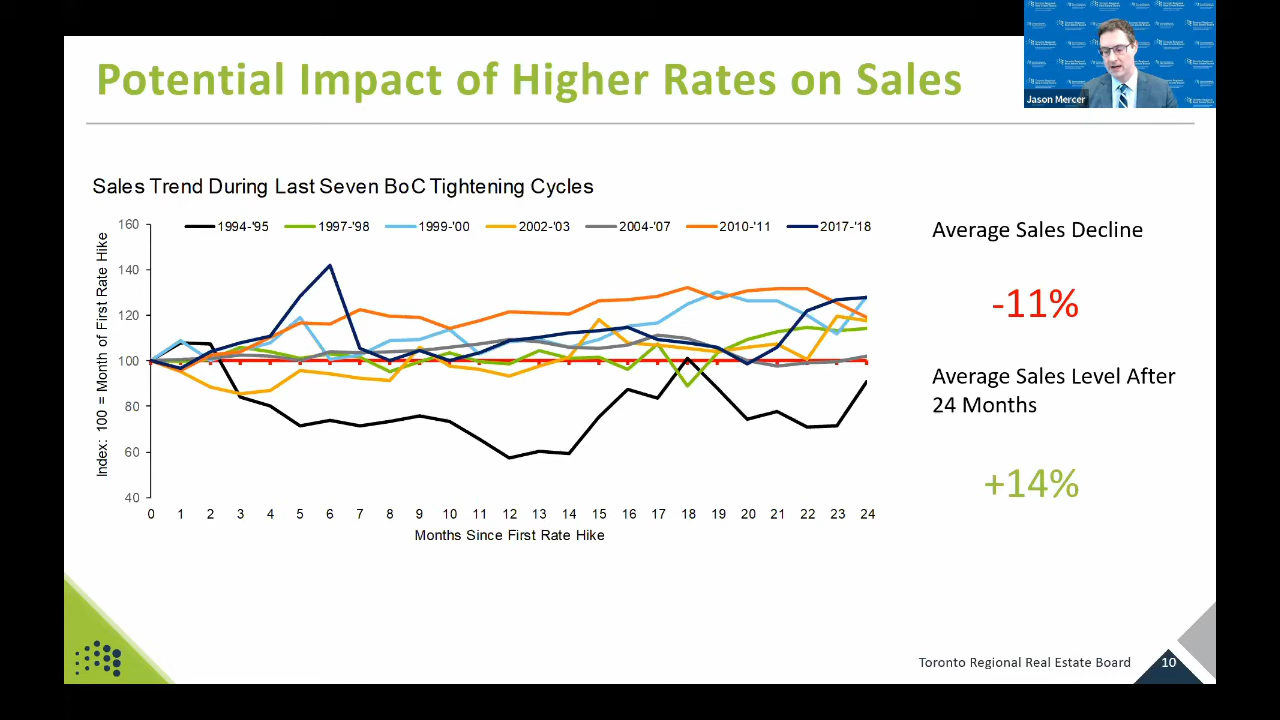 Potential Impact of Higher Rates on Sales
Jason Mercer
Sales Trend During Last Seven BoC Tightening Cycles
1994-'95 1997-'98 1999-'00 2002-'03 2004-'07 2010-'11 2017-'18
Index: 100 = Month of First Rate Hike
160
140
120
100
80
60
40
0 1 2 3 4 5 6 7 8 9 10 11 12 13 14 15 16 17 18 19 20 21 22 23 24
Months Since First Rate Hike
Average Sales Decline
-11%
Average Sales Level After
24 Months
+14%
Toronto Regional Real Estate Board
10